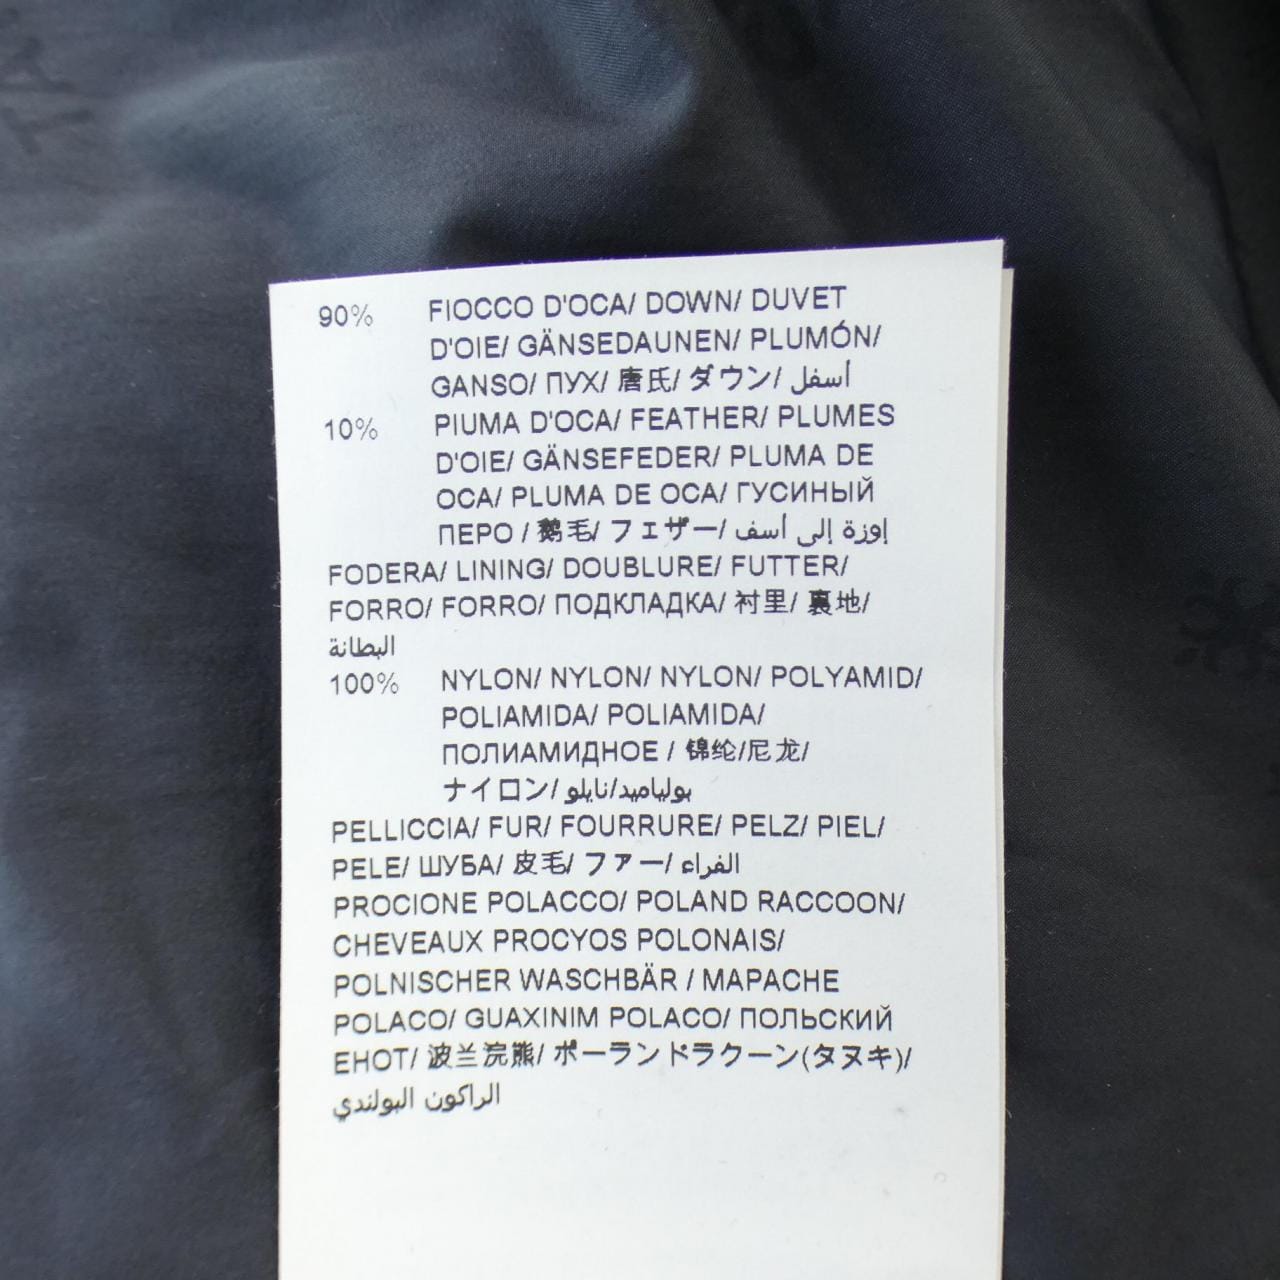 90% FIOCCO D'OCA/ DOWN/ DUVET
D'OIE/ GÄNSEDAUNEN/ PLUMÓN/
GANSO/ ПУХ/ 唐氏/ ダウン/ أسفل
10% PIUMA D'OCA/ FEATHER/ PLUMES
D'OIE/ GÄNSEFEDER/ PLUMA DE
OCA/ PLUMA DE OCA/ ГУСИНЫЙ
ПЕРО / 鹅毛/ フェザー/ إوزة إلى أسف
FODERA/ LINING/ DOUBLURE/ FUTTER/
FORRO/ FORRO/ ПОДКЛАДКА/ 衬里/ 裏地/
البطانة
100% NYLON/ NYLON/ NYLON/ POLYAMID/
POLIAMIDA/ POLIAMIDA/
ПОЛИАМИДНОЕ / 锦纶/尼龙/
ナイロン/ بولياميد/نايلو
PELLICCIA/ FUR/ FOURRURE/ PELZ/ PIEL/
PELE/ ШУБА/ 皮毛/ ファー/ الفراء
PROCIONE POLACCO/ POLAND RACCOON/
CHEVEAUX PROCYOS POLONAIS/
POLNISCHER WASCHBÄR / MAPACHE
POLACO/ GUAXINIM POLACO/ ПОЛЬСКИЙ
ЕНОТ/ 波兰浣熊/ ポーランドラクーン(タヌキ)/
الراكون البولندي